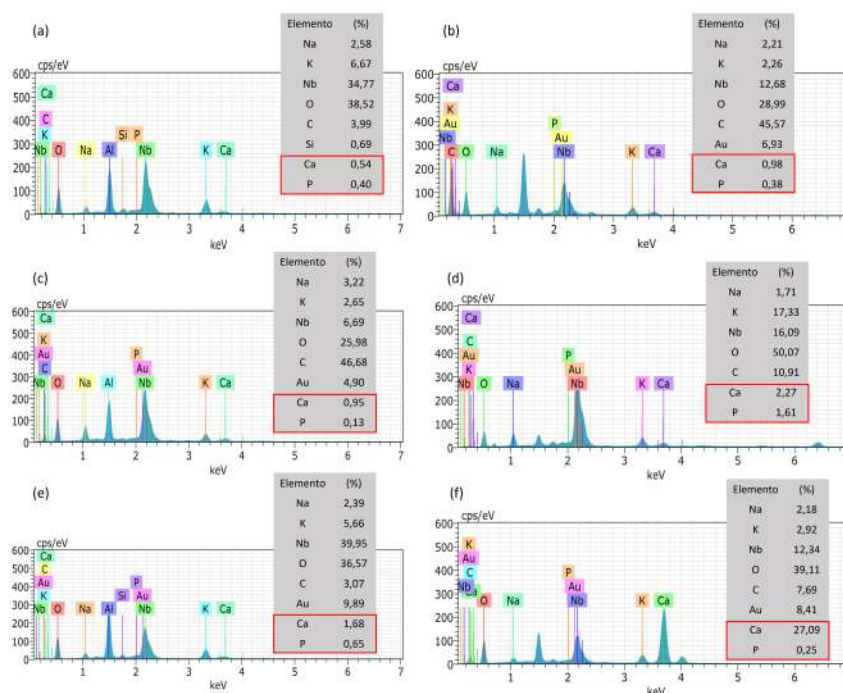 (a)
Elemento (%)
Na 2,58
K 6,67
Nb 34,77
O 38,52
C 3,99
Si 0,69
Ca 0,54
P 0,40
cps/eV
600
500
400
300
200
100
0
Ca
C
K
Nb O Na Al Si P Nb K Ca
1 2 3 4 5 6 7
keV
(b)
Elemento (%)
Na 2,21
K 2,26
Nb 12,68
O 28,99
C 45,57
Au 6,93
Ca 0,98
P 0,38
cps/eV
600
500
400
300
200
100
0
Ca
K
Au P Au
Nb
C O Na Nb K Ca
1 2 3 4 5 6
keV
(c)
Elemento (%)
Na 3,22
K 2,65
Nb 6,69
O 25,98
C 46,68
Au 4,90
Ca 0,95
P 0,13
cps/eV
600
500
400
300
200
100
0
Ca
K P
Au Au
C
Nb O Na Al Nb K Ca
1 2 3 4 5 6 7
keV
(d)
Elemento (%)
Na 1,71
K 17,33
Nb 16,09
O 50,07
C 10,91
Ca 2,27
P 1,61
cps/eV
600
500
400
300
200
100
0
Ca
C
Au P Au
K
Nb O Na Nb K Ca
1 2 3 4 5 6
keV
(e)
Elemento (%)
Na 2,39
K 5,66
Nb 39,95
O 36,57
C 3,07
Au 9,89
Ca 1,68
P 0,65
cps/eV
600
500
400
300
200
100
0
Ca
C
Au P
K Si Au
Nb O Na Al Nb K Ca
1 2 3 4 5 6 7
keV
(f)
Elemento (%)
Na 2,18
K 2,92
Nb 12,34
O 39,11
C 7,69
Au 8,41
Ca 27,09
P 0,25
cps/eV
600
500
400
300
200
100
0
K
Au
C P Au
Nb
O Na Nb K Ca
1 2 3 4 5 6
keV